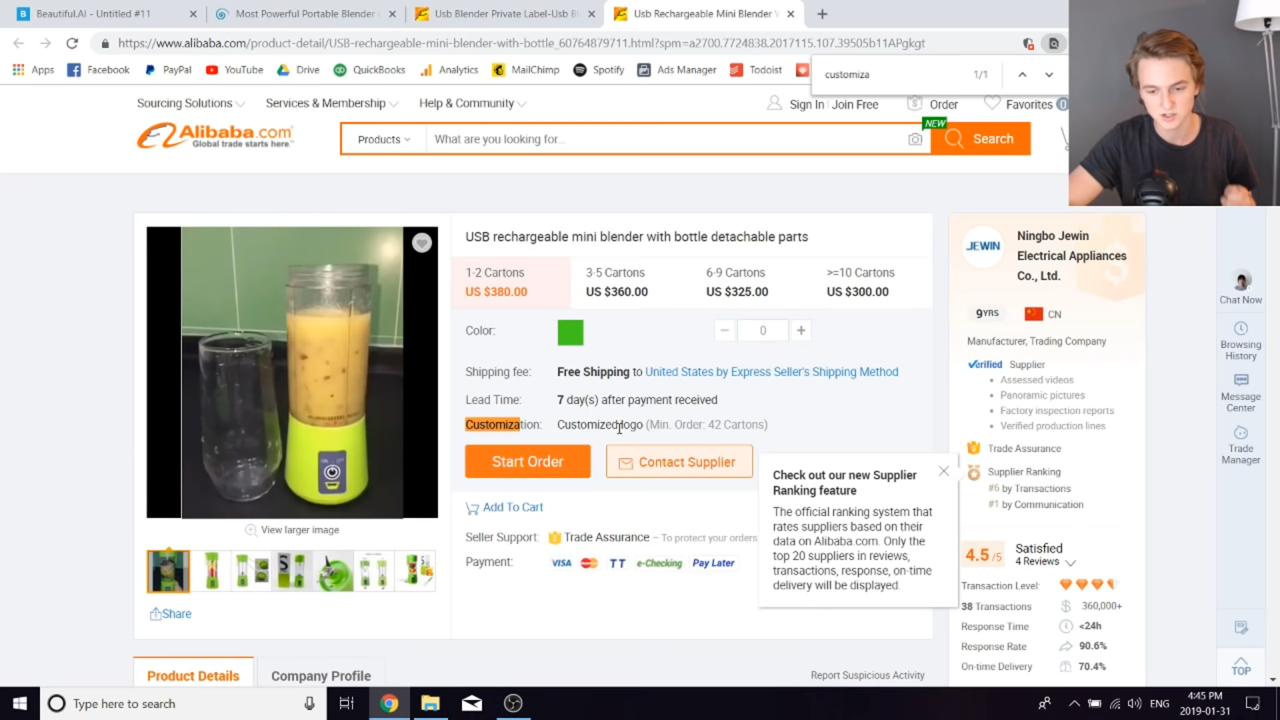 Beautiful.AI - Untitled #11
Most Powerful Portable Blender
Usb Blender Private Label-Usb Bl
Usb Rechargeable Mini Blender
https://www.alibaba.com/product-detail/USB-rechargeable-mini-blender-with-bottle_60764879711.html?spm=a2700.7724838.2017115.107.39505b11APgkgt
Apps
Facebook
PayPal
YouTube
Drive
QuickBooks
Analytics
MailChimp
Spotify
Ads Manager
Todoist
customiza
1/1
Sourcing Solutions
Services & Membership
Help & Community
Sign In
Join Free
Order
Favorites
0
Alibaba.com
Global trade starts here.™
Products
What are you looking for...
NEW
Search
USB rechargeable mini blender with bottle detachable parts
1-2 Cartons
3-5 Cartons
6-9 Cartons
>=10 Cartons
US $380.00
US $360.00
US $325.00
US $300.00
Color:
0
Shipping fee:
Free Shipping to United States by Express Seller's Shipping Method
Lead Time:
7 day(s) after payment received
Customization:
Customized logo (Min. Order: 42 Cartons)
Start Order
Contact Supplier
Add To Cart
Seller Support:
Trade Assurance – To protect your orders
Payment:
VISA
TT
e-Checking
Pay Later
View larger image
Share
Check out our new Supplier
Ranking feature
The official ranking system that
rates suppliers based on their
data on Alibaba.com. Only the
top 20 suppliers in reviews,
transactions, response, on-time
delivery will be displayed.
JEWIN
Ningbo Jewin
Electrical Appliances
Co., Ltd.
9YRS
CN
Manufacturer, Trading Company
Verified Supplier
Assessed videos
Panoramic pictures
Factory inspection reports
Verified production lines
Trade Assurance
Supplier Ranking
#6 by Transactions
#1 by Communication
4.5 /5
Satisfied
4 Reviews
Transaction Level:
38 Transactions
360,000+
Response Time
<24h
Response Rate
90.6%
On-time Delivery
70.4%
Chat Now
Browsing
History
Message
Center
Trade
Manager
TOP
Product Details
Company Profile
Report Suspicious Activity
Type here to search
ENG
4:45 PM
2019-01-31